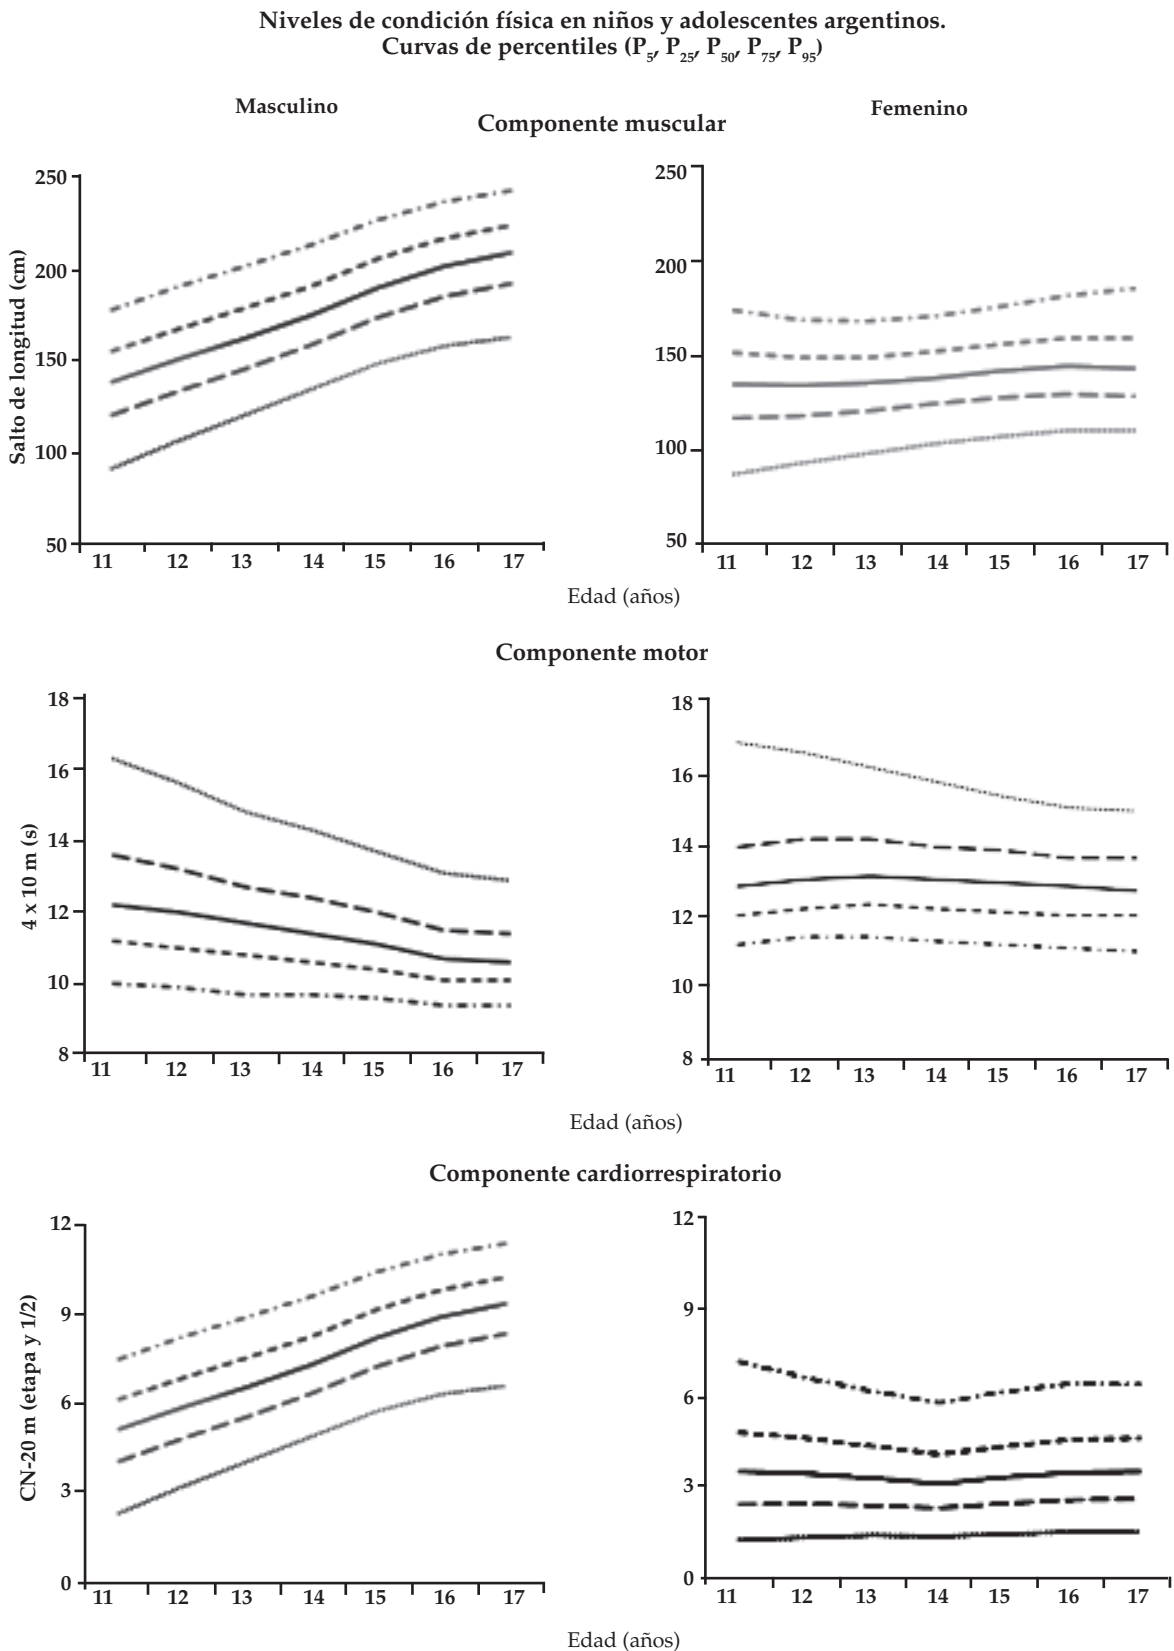 Niveles de condición física en niños y adolescentes argentinos.
Curvas de percentiles (P5, P25, P50, P75, P95)
Masculino
Femenino
Componente muscular
Salto de longitud (cm)
250
200
150
100
50
11 12 13 14 15 16 17
250
200
150
100
50
11 12 13 14 15 16 17
Edad (años)
Componente motor
4 x 10 m (s)
18
16
14
12
10
8
11 12 13 14 15 16 17
18
16
14
12
10
8
11 12 13 14 15 16 17
Edad (años)
Componente cardiorrespiratorio
CN-20 m (etapa y 1/2)
12
9
6
3
0
11 12 13 14 15 16 17
12
9
6
3
0
11 12 13 14 15 16 17
Edad (años)